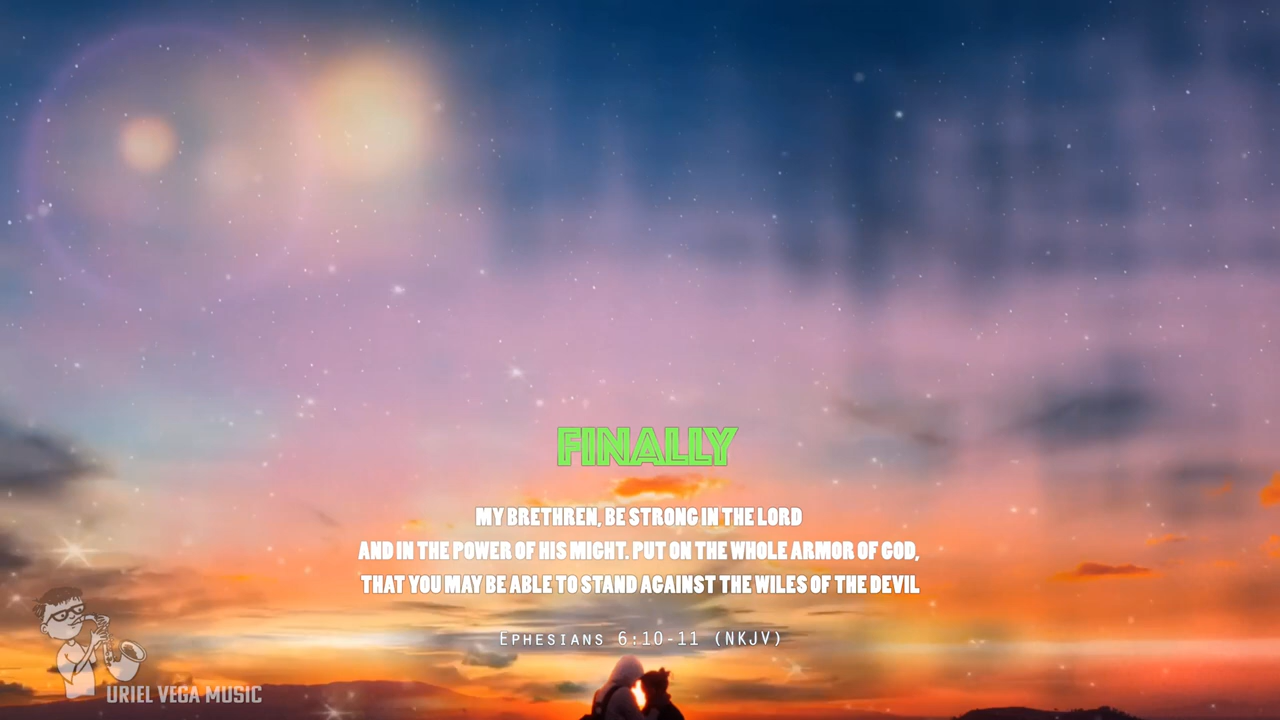 FINALLY
MY BRETHREN, BE STRONG IN THE LORD
AND IN THE POWER OF HIS MIGHT. PUT ON THE WHOLE ARMOR OF GOD,
THAT YOU MAY BE ABLE TO STAND AGAINST THE WILES OF THE DEVIL
EPHESIANS 6:10-11 (NKJV)
URIEL VEGA MUSIC